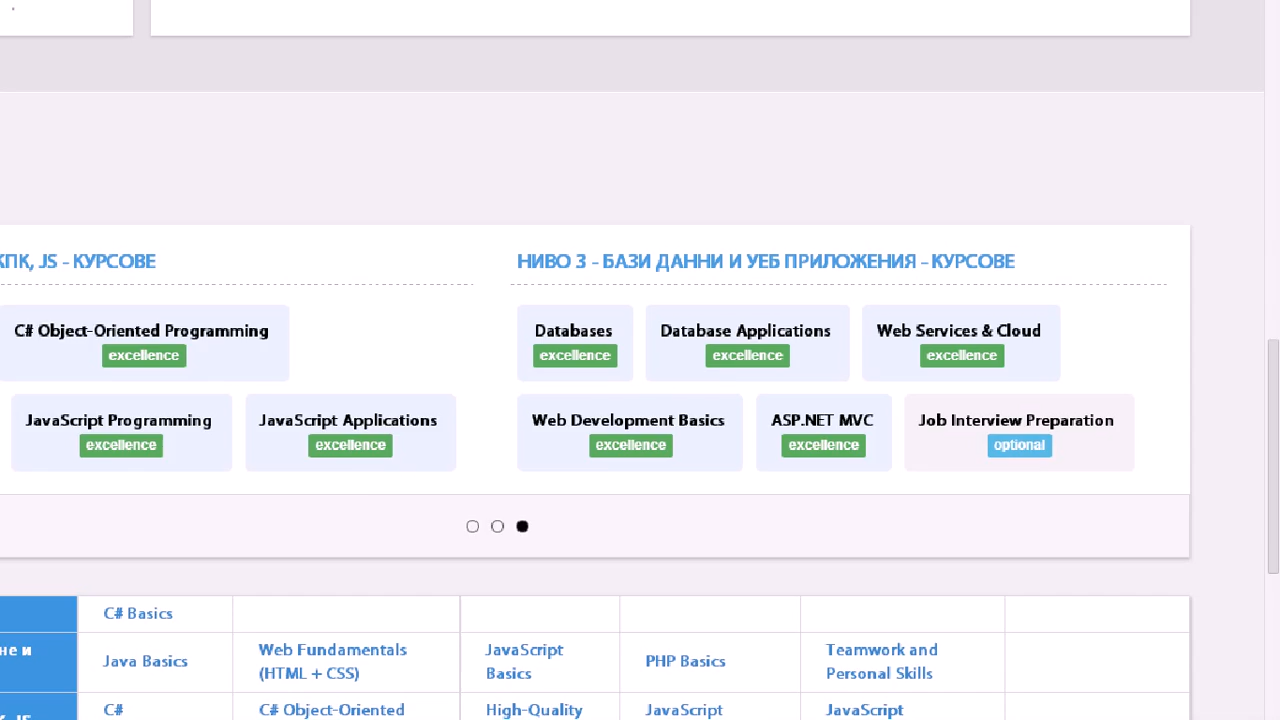 КПК, JS - КУРСОВЕ
НИВО 3 - БАЗИ ДАННИ И УЕБ ПРИЛОЖЕНИЯ - КУРСОВЕ
C# Object-Oriented Programming
excellence
Databases
excellence
Database Applications
excellence
Web Services & Cloud
excellence
JavaScript Programming
excellence
JavaScript Applications
excellence
Web Development Basics
excellence
ASP.NET MVC
excellence
Job Interview Preparation
optional
C# Basics
не и
Java Basics
Web Fundamentals
(HTML + CSS)
JavaScript
Basics
PHP Basics
Teamwork and
Personal Skills
JS
C#
C# Object-Oriented
High-Quality
JavaScript
JavaScript